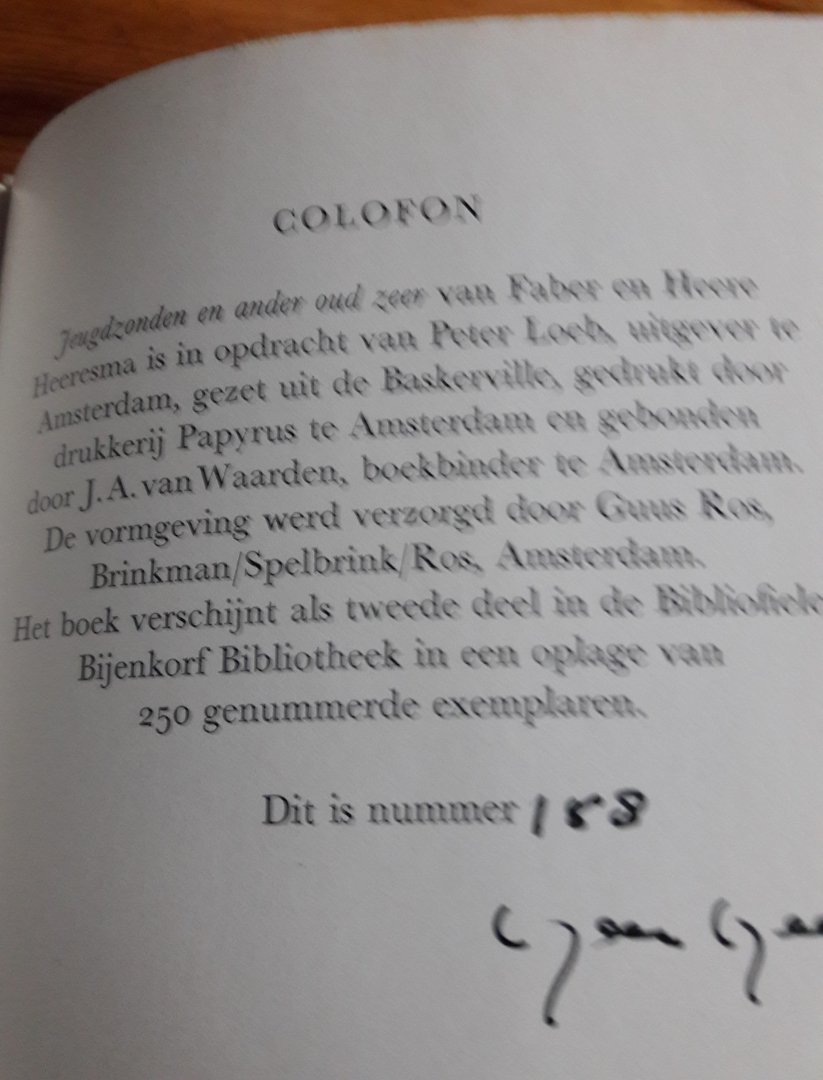 COLOFON
Jeugdzonden en ander oud zeer van Faber en Heere
Heeresma is in opdracht van Peter Loeb, uitgever te
Amsterdam, gezet uit de Baskerville, gedrukt door
drukkerij Papyrus te Amsterdam en gebonden
door J.A. van Waarden, boekbinder te Amsterdam.
De vormgeving werd verzorgd door Guus Ros,
Brinkman/Spelbrink/Ros, Amsterdam.
Het boek verschijnt als tweede deel in de Bibliofiele
Bijenkorf Bibliotheek in een oplage van
250 genummerde exemplaren.
Dit is nummer 188